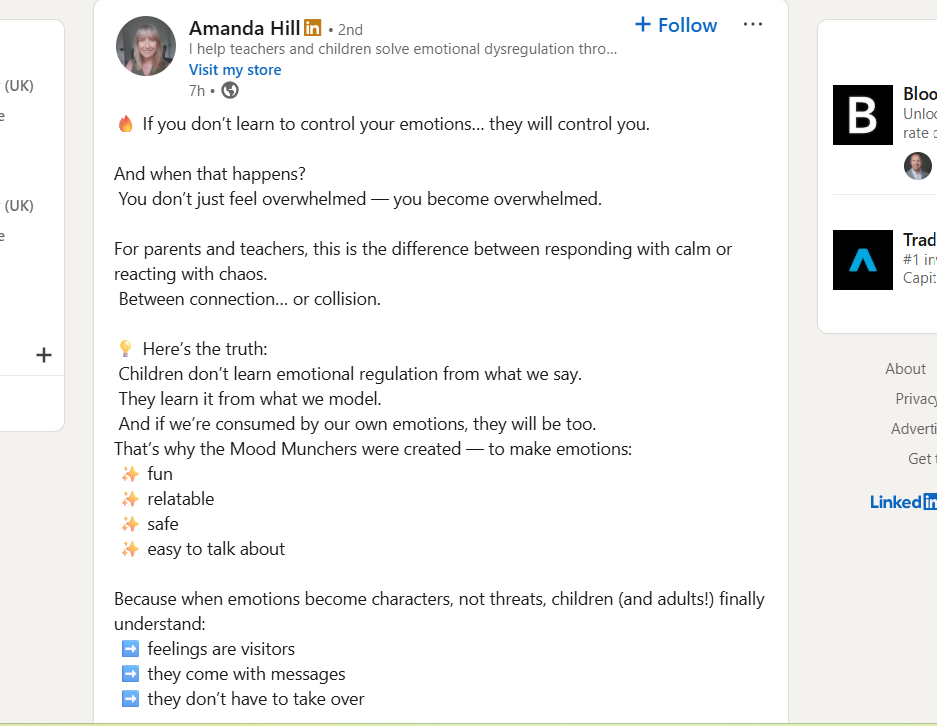 (UK)
e
(UK)
e
+
Amanda Hill in • 2nd
I help teachers and children solve emotional dysregulation thro...
Visit my store
7h •
+ Follow
...
🔥 If you don’t learn to control your emotions... they will control you.
And when that happens?
You don’t just feel overwhelmed — you become overwhelmed.
For parents and teachers, this is the difference between responding with calm or
reacting with chaos.
Between connection... or collision.
💡 Here’s the truth:
Children don’t learn emotional regulation from what we say.
They learn it from what we model.
And if we’re consumed by our own emotions, they will be too.
That’s why the Mood Munchers were created — to make emotions:
✨ fun
✨ relatable
✨ safe
✨ easy to talk about
Because when emotions become characters, not threats, children (and adults!) finally
understand:
➡️ feelings are visitors
➡️ they come with messages
➡️ they don’t have to take over
B
Bloo
Unloc
rate c
Trad
#1 in
Capit
About
Privacy
Adverti
Get t
Linked in